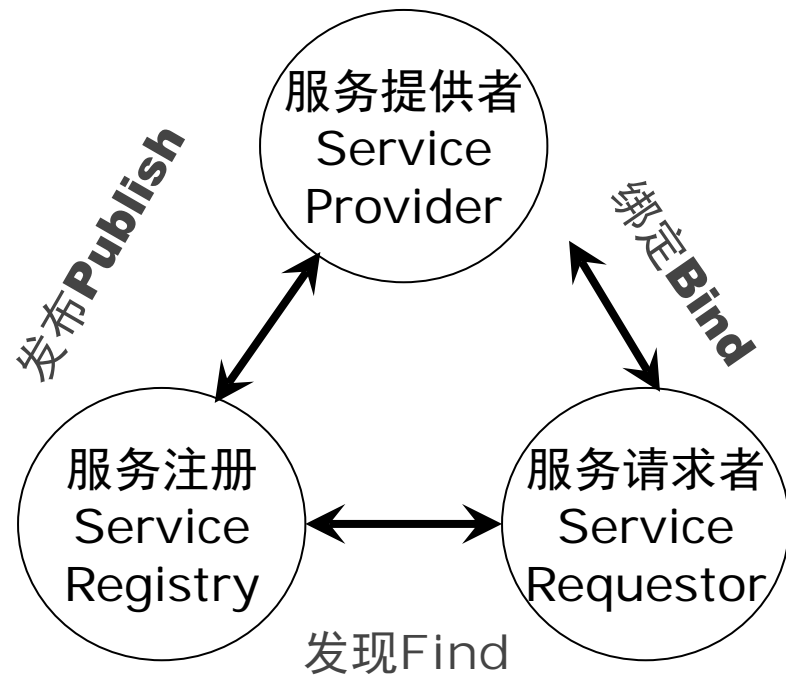 服务提供者
Service
Provider
发布Publish
绑定Bind
服务注册
Service
Registry
服务请求者
Service
Requestor
发现Find